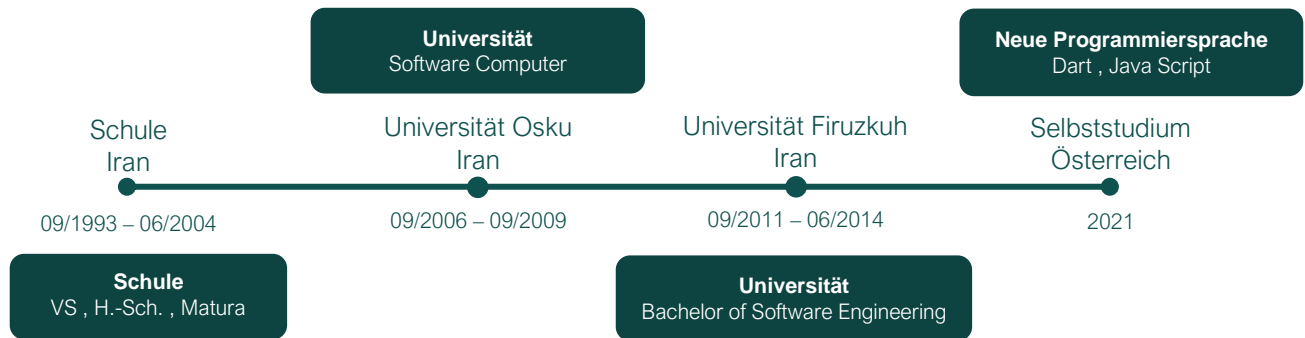 Universität
Software Computer
Neue Programmiersprache
Dart , Java Script
Schule
Iran
Universität Osku
Iran
Universität Firuzkuh
Iran
Selbststudium
Österreich
09/1993 – 06/2004
09/2006 – 09/2009
09/2011 – 06/2014
2021
Schule
VS , H.-Sch. , Matura
Universität
Bachelor of Software Engineering